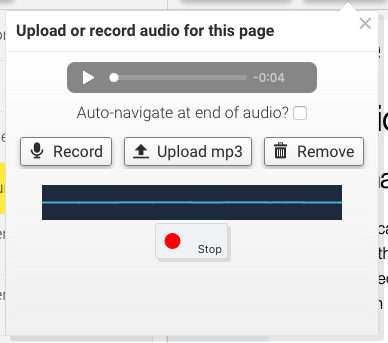 Upload or record audio for this page
-0:04
Auto-navigate at end of audio?
Record
Upload mp3
Remove
Stop